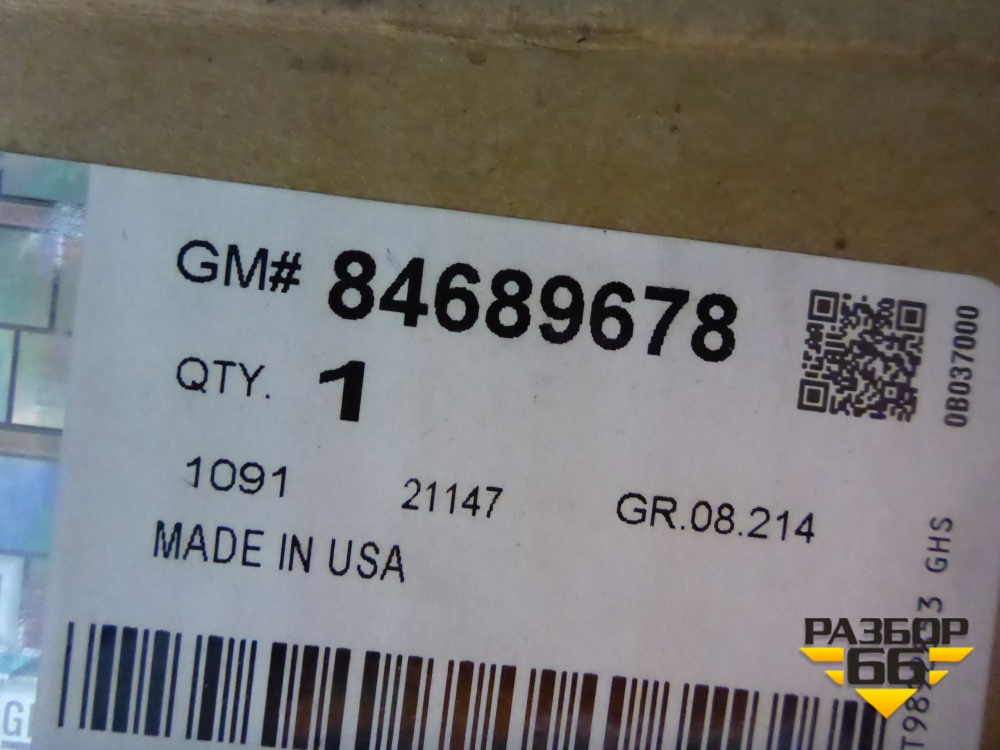 GM# 84689678
QTY. 1
1091 21147 GR.08.214
MADE IN USA
0B037000
GHS
РАЗБОР
66